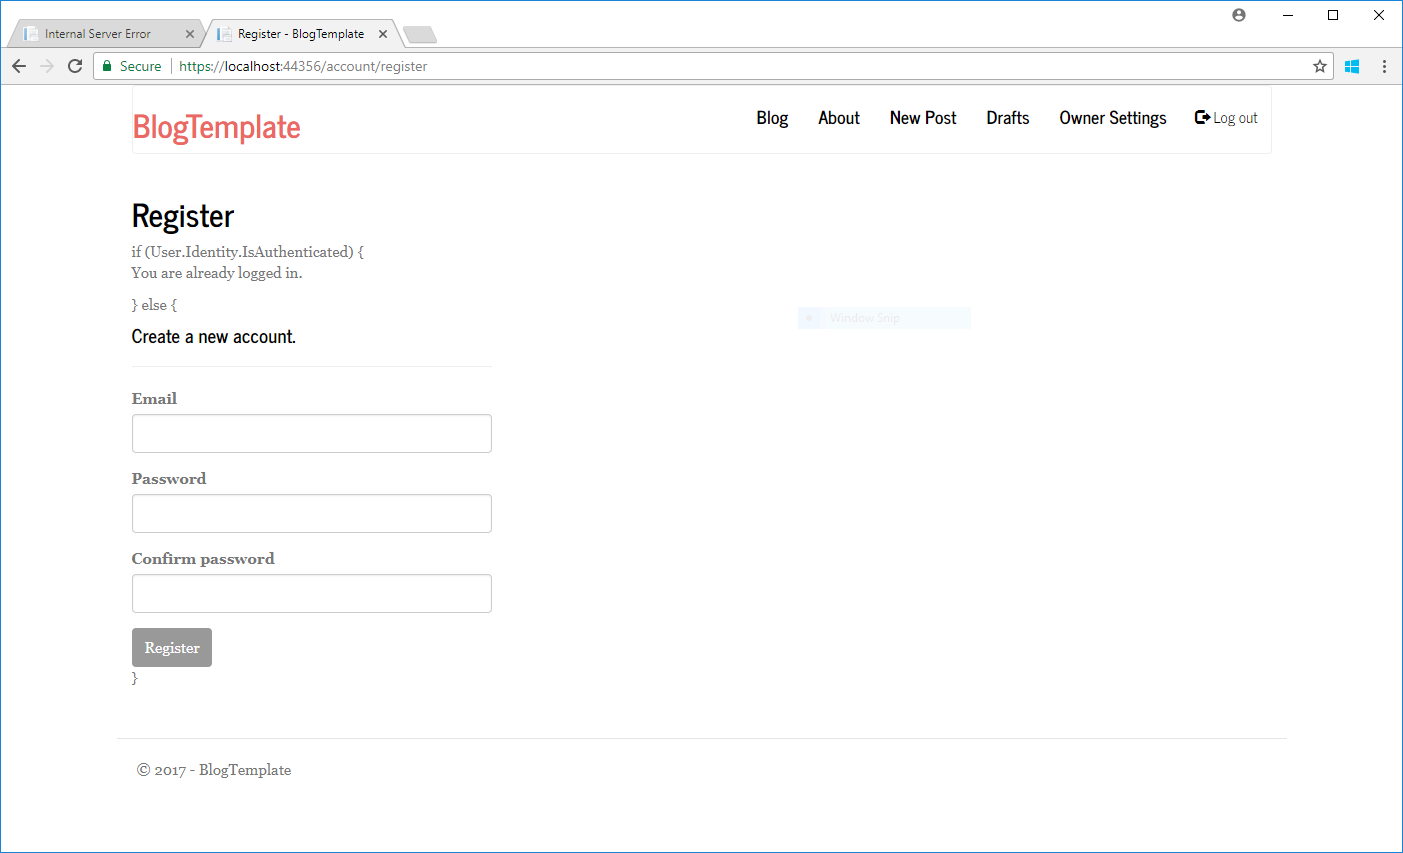 Internal Server Error
Register - BlogTemplate
Secure
https://localhost:44356/account/register
BlogTemplate
Blog
About
New Post
Drafts
Owner Settings
Log out
Register
if (User.Identity.IsAuthenticated) {
You are already logged in.
} else {
Window Snip
Create a new account.
Email
Password
Confirm password
Register
}
© 2017 - BlogTemplate